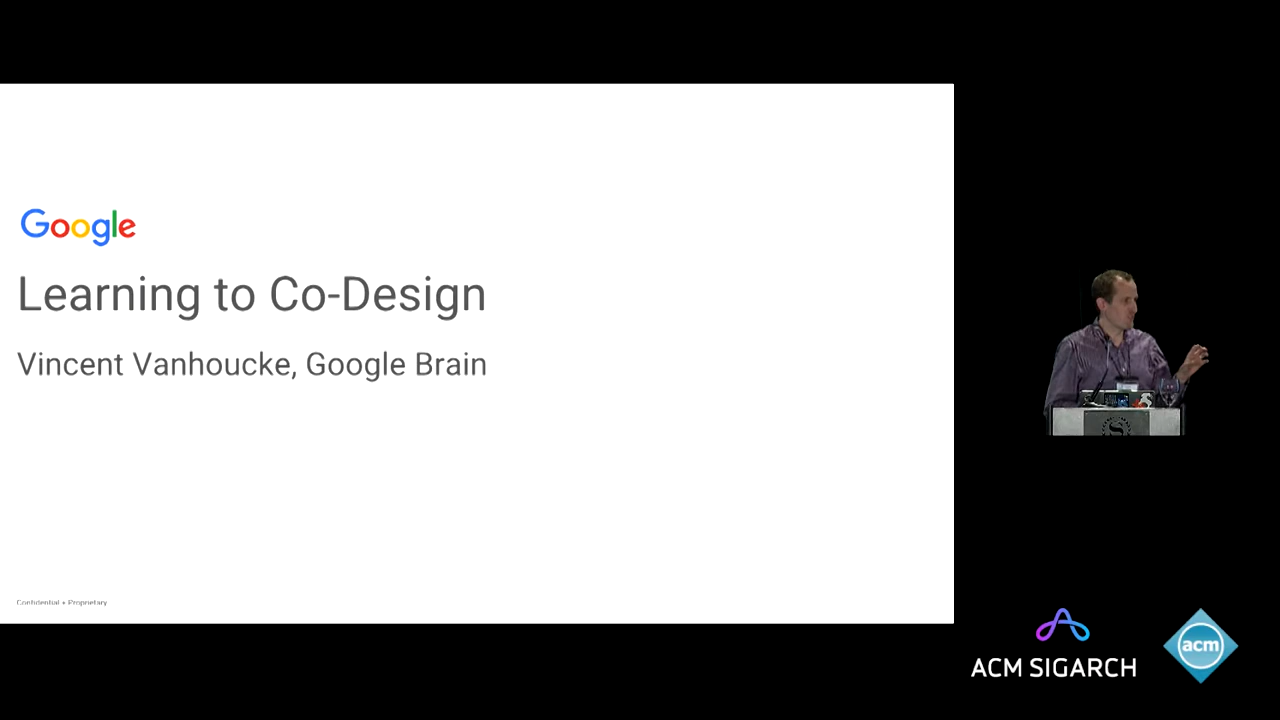 Google
Learning to Co-Design
Vincent Vanhoucke, Google Brain
Confidential + Proprietary
S
ACM SIGARCH
acm